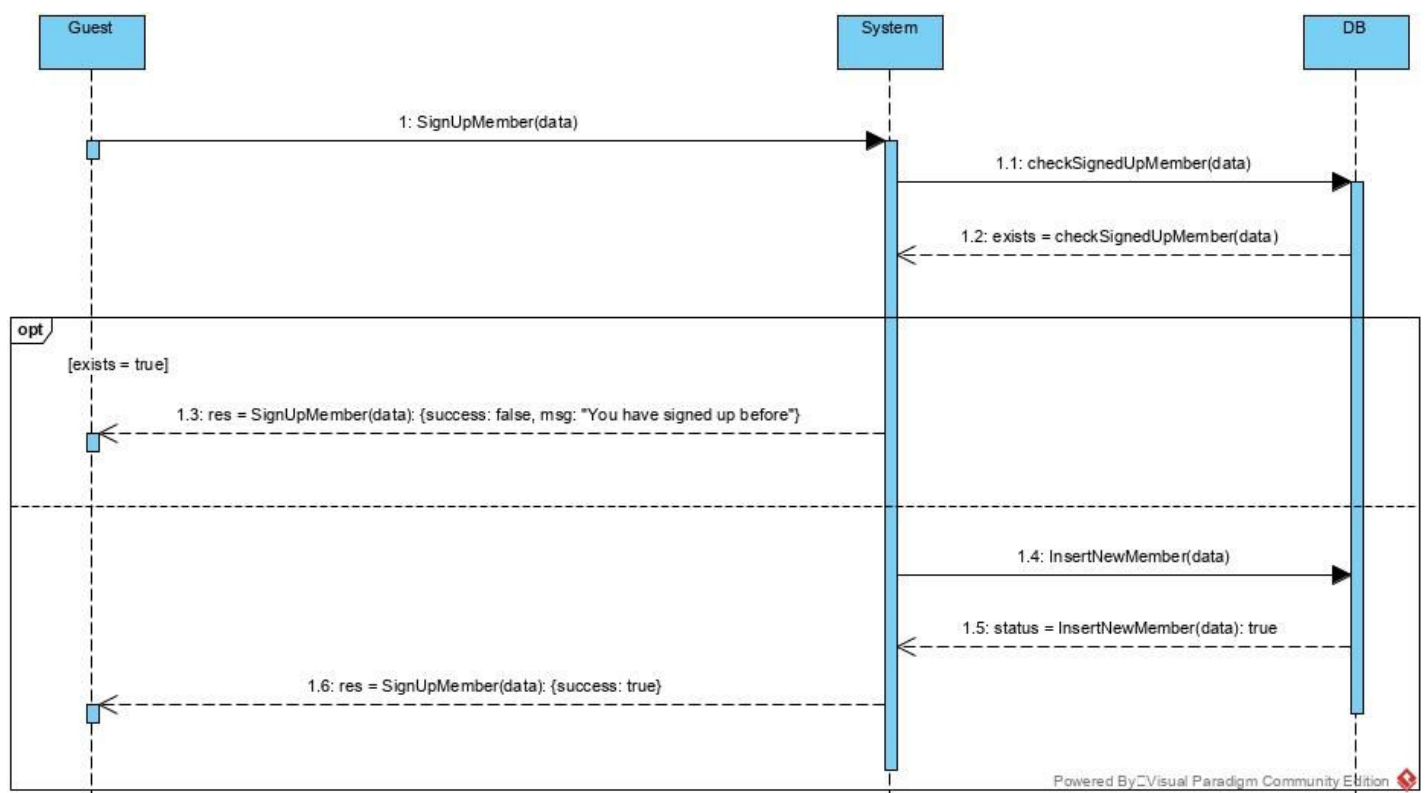 Guest
System
DB
1: SignUpMember(data)
1.1: checkSignedUpMember(data)
1.2: exists = checkSignedUpMember(data)
opt
[exists = true]
1.3: res = SignUpMember(data): {success: false, msg: "You have signed up before"}
1.4: InsertNewMember(data)
1.5: status = InsertNewMember(data): true
1.6: res = SignUpMember(data): {success: true}
Powered By Visual Paradigm Community Edition